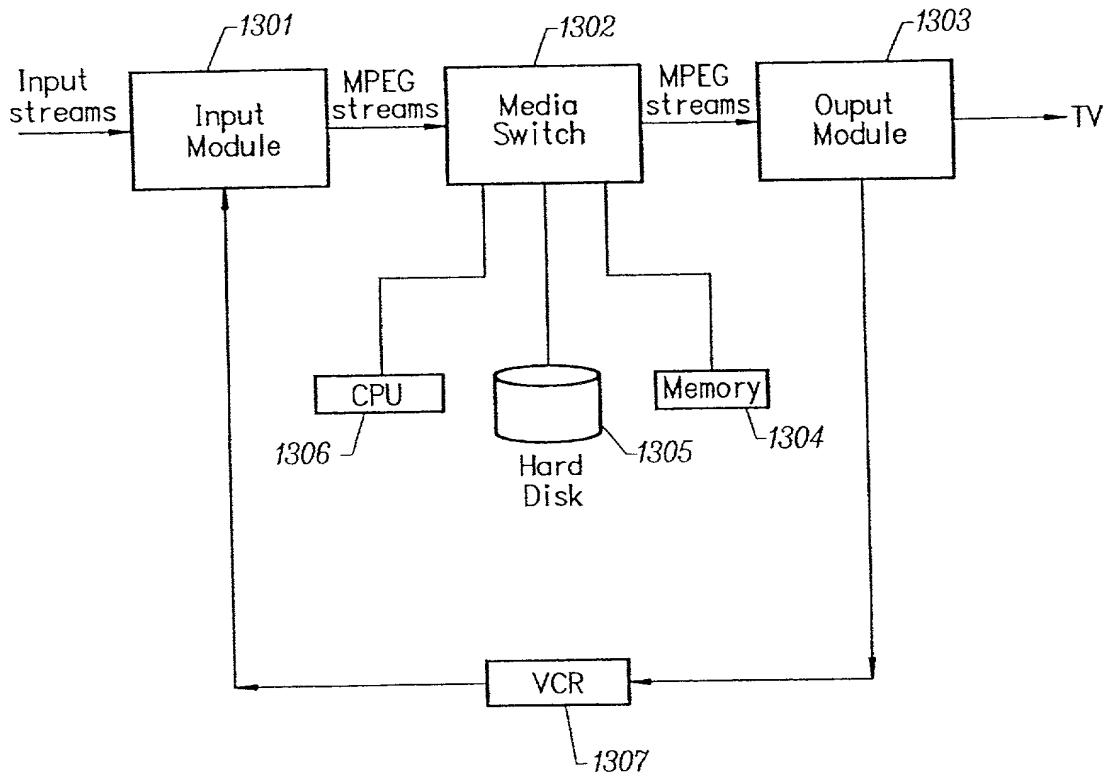 1301
1302
1303
Input
streams
Input
Module
MPEG
streams
Media
Switch
MPEG
streams
Ouput
Module
TV
CPU
1306
1305
Hard
Disk
Memory
1304
VCR
1307